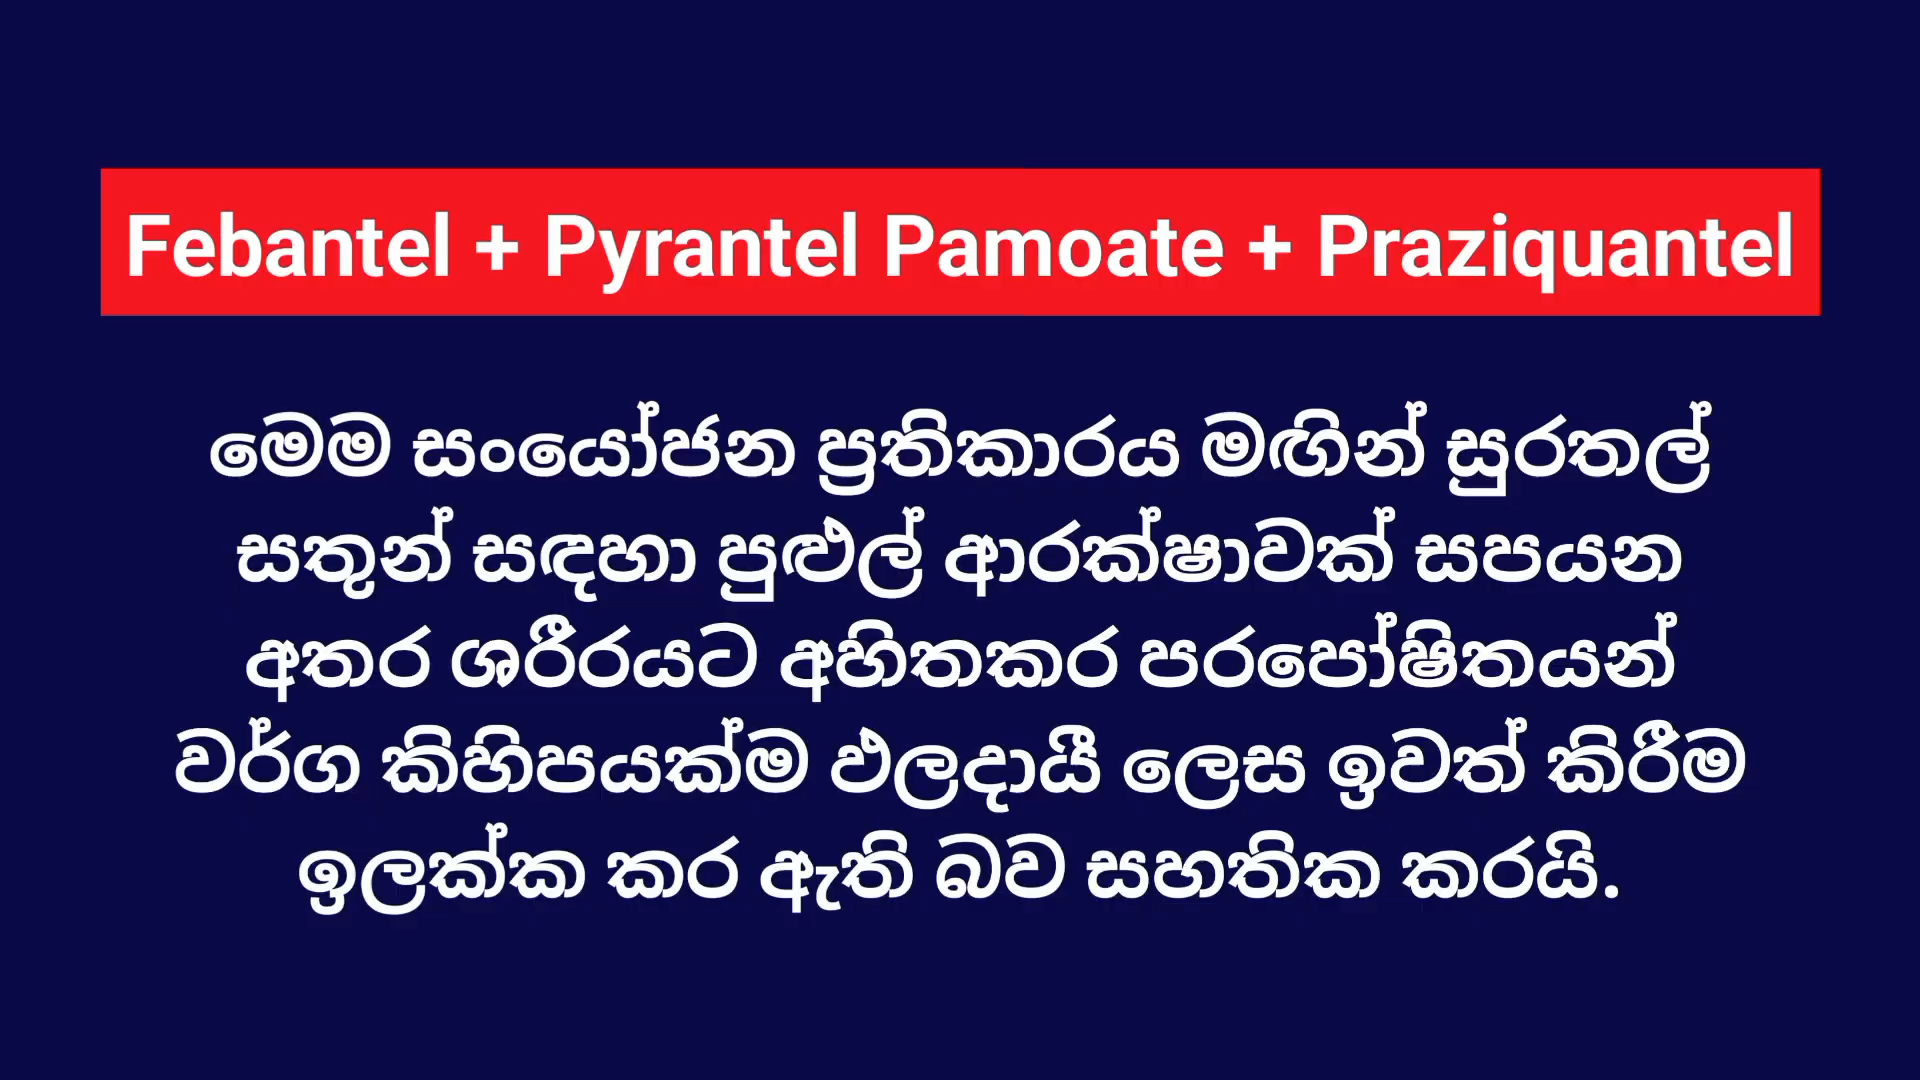 Febantel + Pyrantel Pamoate + Praziquantel
මෙම සංයෝජන ප්‍රතිකාරය මඟින් සුරතල්
සතුන් සඳහා පුළුල් ආරක්ෂාවක් සපයන
අතර ශරීරයට අහිතකර පරපෝෂිතයන්
වර්ග කිහිපයක්ම ඵලදායී ලෙස ඉවත් කිරීම
ඉලක්ක කර ඇති බව සහතික කරයි.